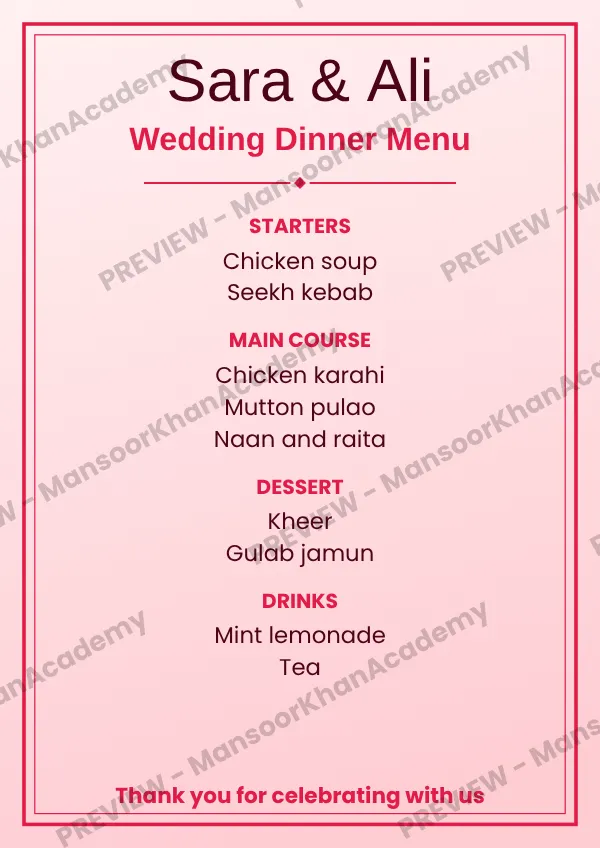 Sara & Ali
Wedding Dinner Menu
STARTERS
Chicken soup
Seekh kebab
MAIN COURSE
Chicken karahi
Mutton pulao
Naan and raita
DESSERT
Kheer
Gulab jamun
DRINKS
Mint lemonade
Tea
Thank you for celebrating with us
PREVIEW - MansoorKhanAcademy